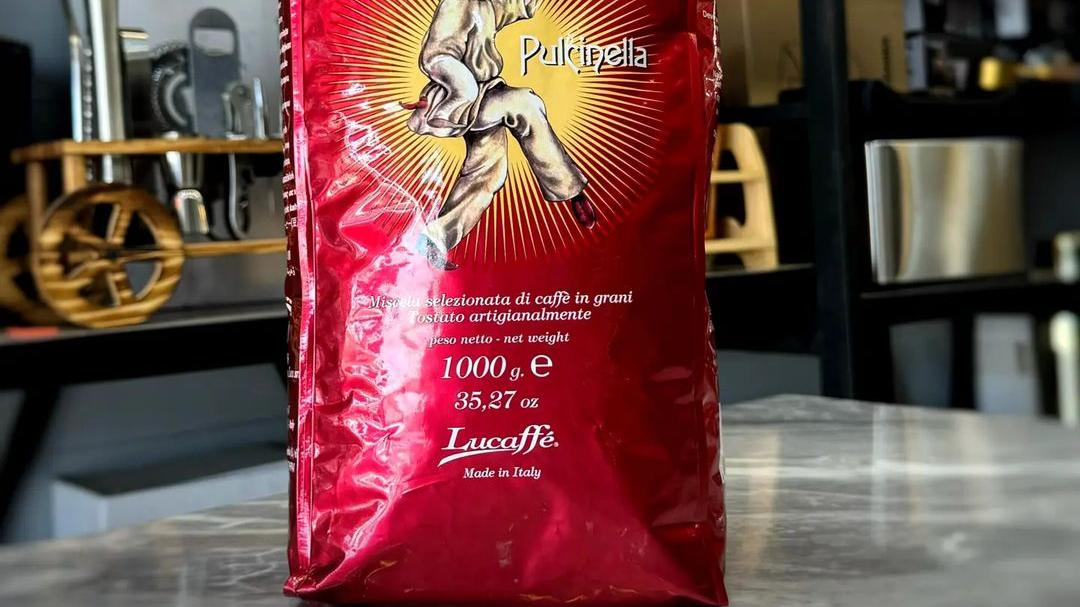 Pulcinella
Miscela selezionata di caffè in grani
Tostato artigianalmente
peso netto - net weight
1000 g. e
35,27 oz
Lucaffé®
Made in Italy